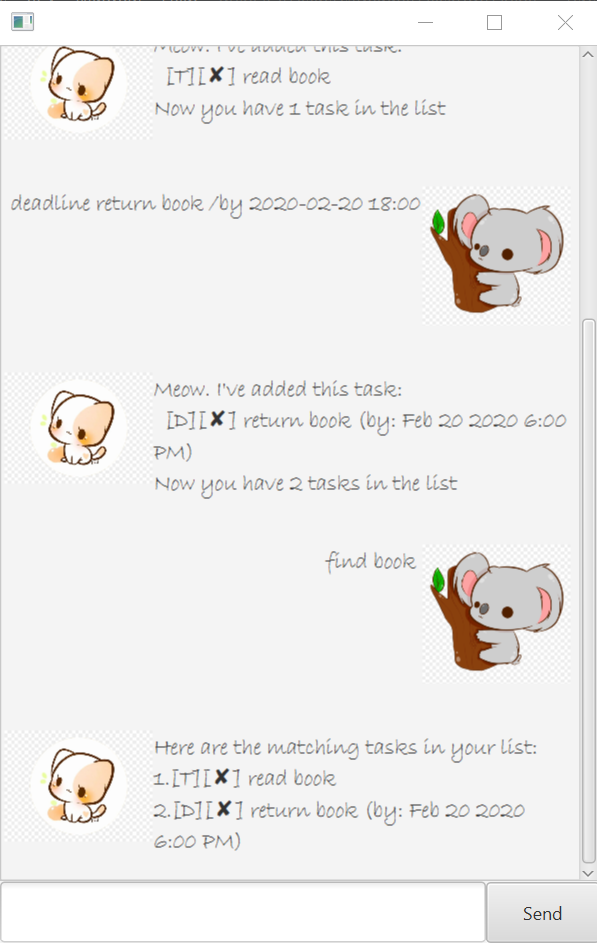 Meow. I've added this task:
[T][✘] read book
Now you have 1 task in the list
deadline return book /by 2020-02-20 18:00
Meow. I've added this task:
[D][✘] return book (by: Feb 20 2020 6:00
PM)
Now you have 2 tasks in the list
find book
Here are the matching tasks in your list:
1.[T][✘] read book
2.[D][✘] return book (by: Feb 20 2020
6:00 PM)
Send